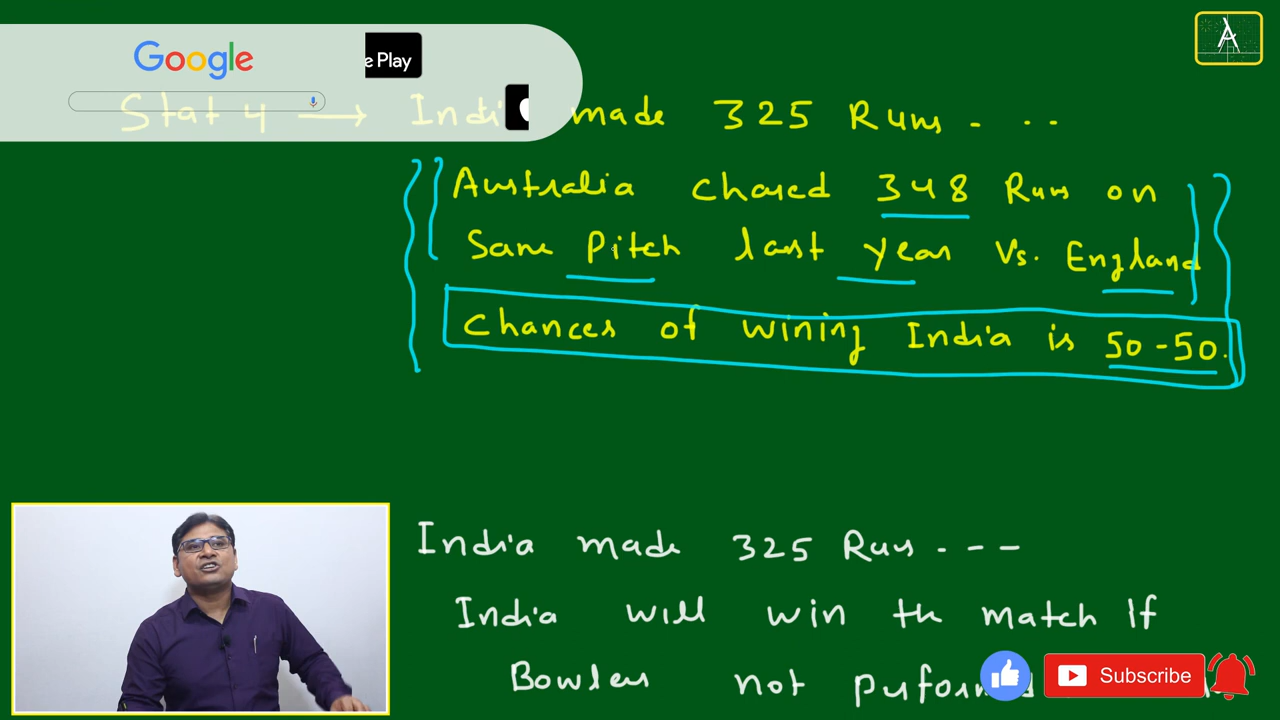 A
Google
e Play
Stat 4 → Indi made 325 Runs - ..
Australia chased 348 Runs on
Same Pitch last year Vs. England
Chances of wining India is 50-50.
India made 325 Runs - - -
India will win the match If
Bowlers not
Subscribe